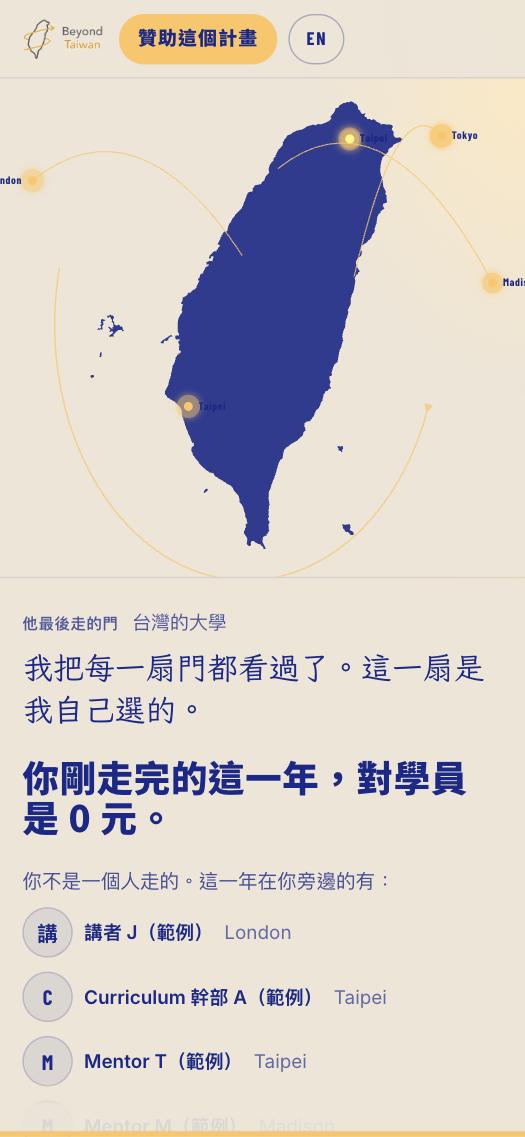 Beyond
Taiwan
贊助這個計畫
EN
Taipei
Tokyo
ndon
Madis
Taipei
他最後走的門 台灣的大學
我把每一扇門都看過了。這一扇是
我自己選的。
你剛走完的這一年，對學員
是 0 元。
你不是一個人走的。這一年在你旁邊的有：
講 講者 J（範例） London
C Curriculum 幹部 A（範例） Taipei
M Mentor T（範例） Taipei
Mentor M（範例） Madison